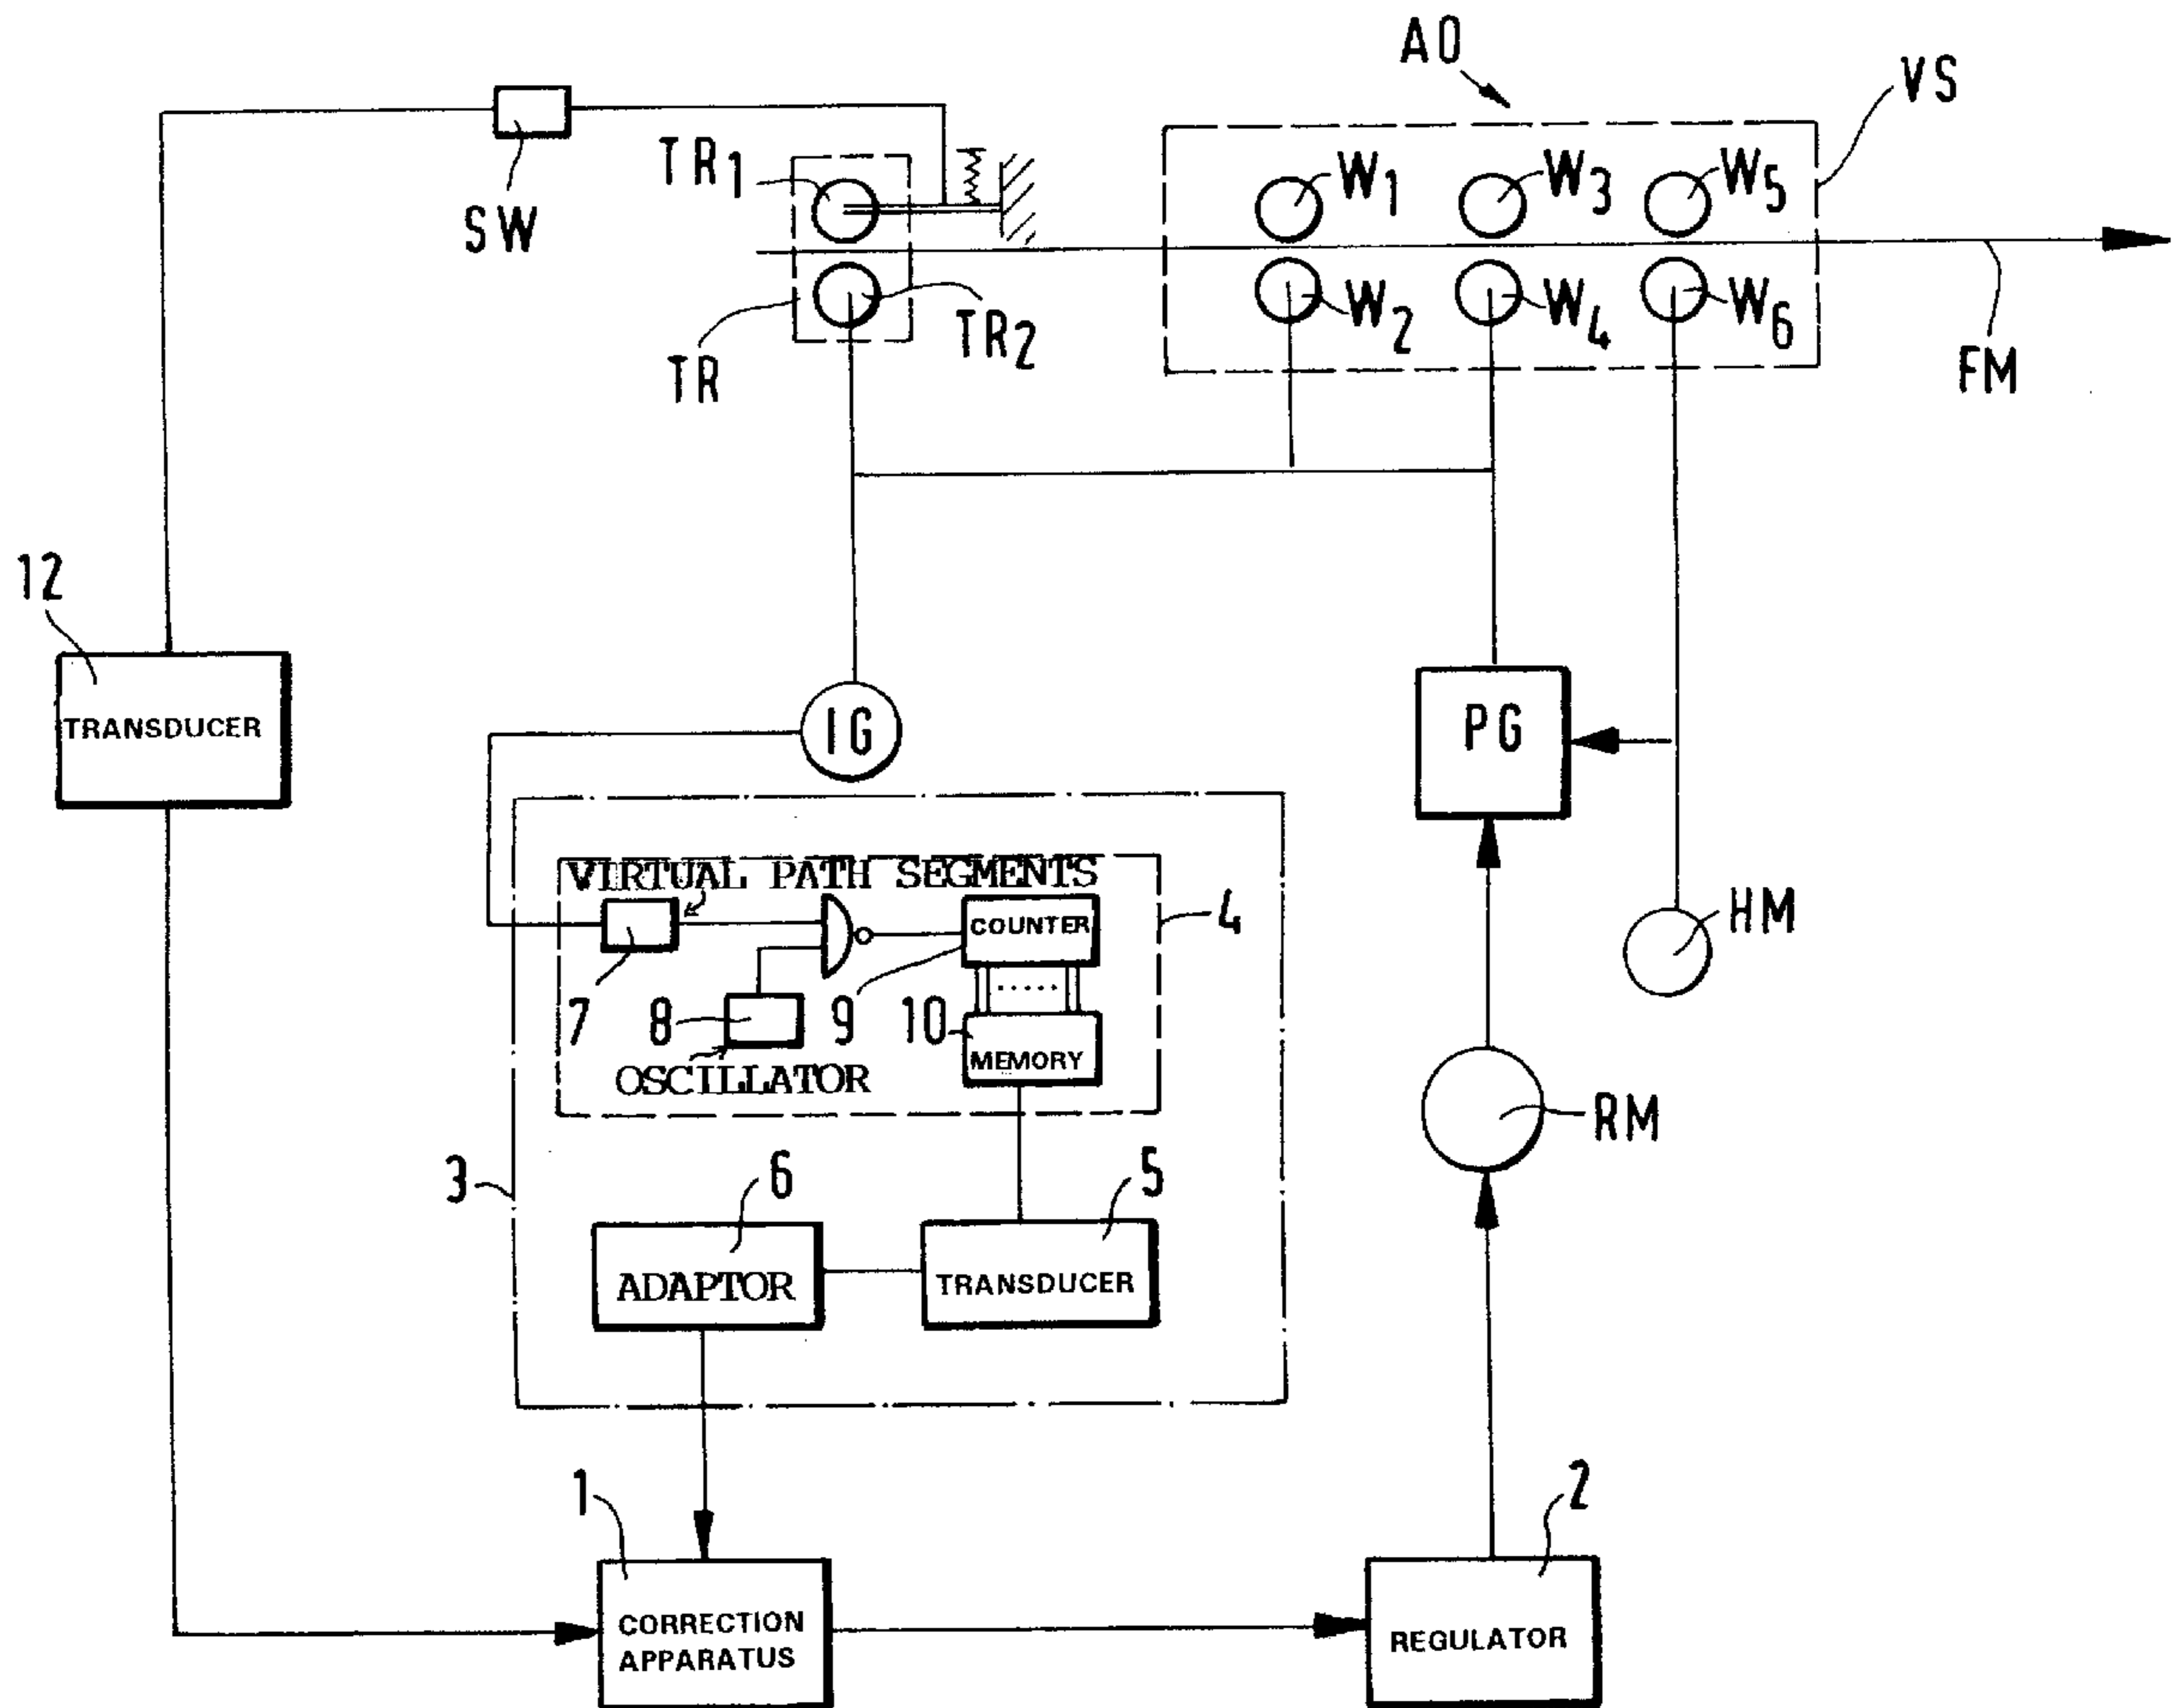 AO
VS
SW
TR1
W1
W3
W5
TR
TR2
W2
W4
W6
FM
12
TRANSDUCER
IG
PG
VIRTUAL PATH SEGMENTS
COUNTER
4
HM
7
8
9
10
MEMORY
OSCILLATOR
RM
3
6
5
ADAPTOR
TRANSDUCER
1
2
CORRECTION
APPARATUS
REGULATOR